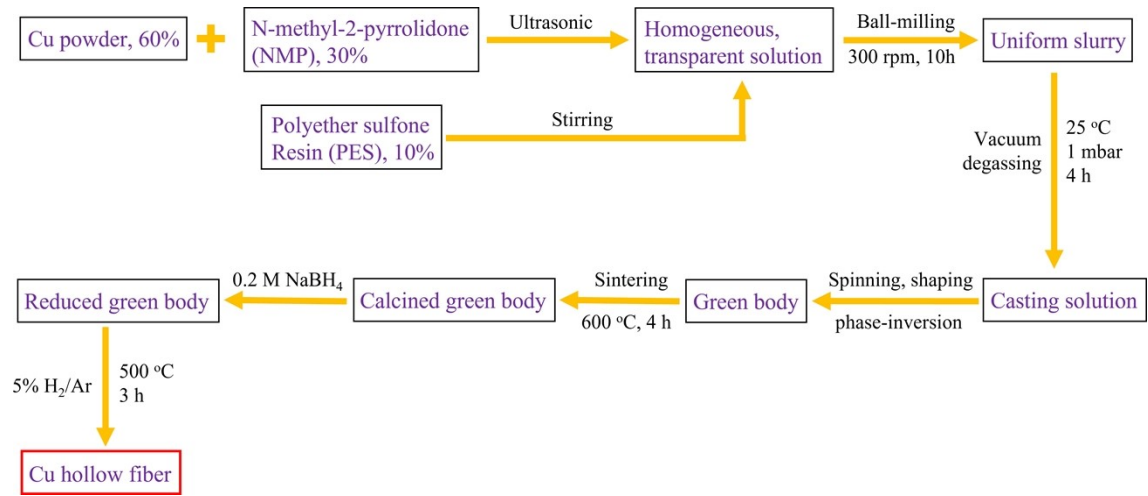 Cu powder, 60%
N-methyl-2-pyrrolidone
(NMP), 30%
Ultrasonic
Homogeneous,
transparent solution
Ball-milling
300 rpm, 10h
Uniform slurry
Polyether sulfone
Resin (PES), 10%
Stirring
Vacuum
degassing
25 °C
1 mbar
4 h
Casting solution
Spinning, shaping
phase-inversion
Green body
Sintering
600 °C, 4 h
Calcined green body
0.2 M NaBH₄
Reduced green body
5% H₂/Ar
500 °C
3 h
Cu hollow fiber